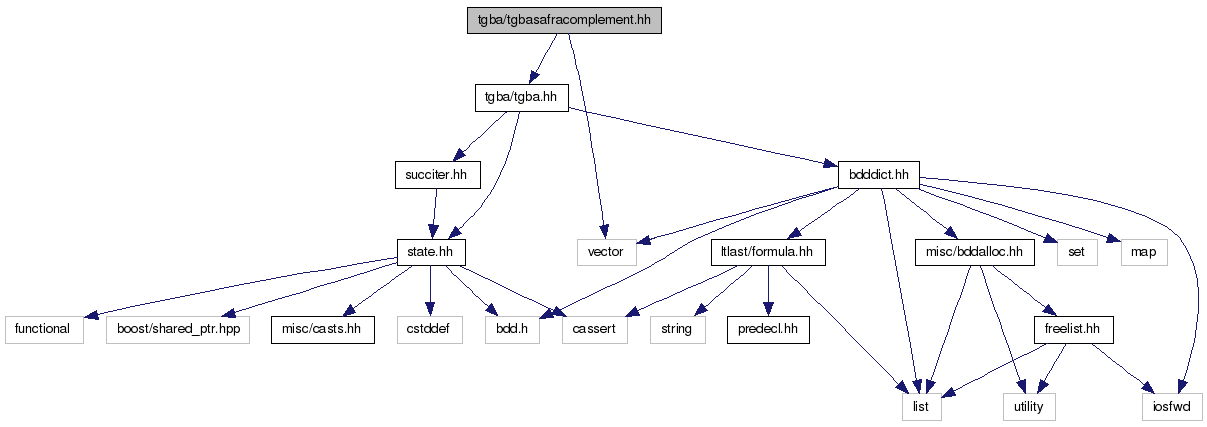 tgba/tgbasafracomplement.hh
tgba/tgba.hh
succiter.hh
bdddict.hh
state.hh
vector
ltlast/formula.hh
misc/bddalloc.hh
set
map
functional
boost/shared_ptr.hpp
misc/casts.hh
cstddef
bdd.h
cassert
string
predecl.hh
freelist.hh
list
utility
iosfwd